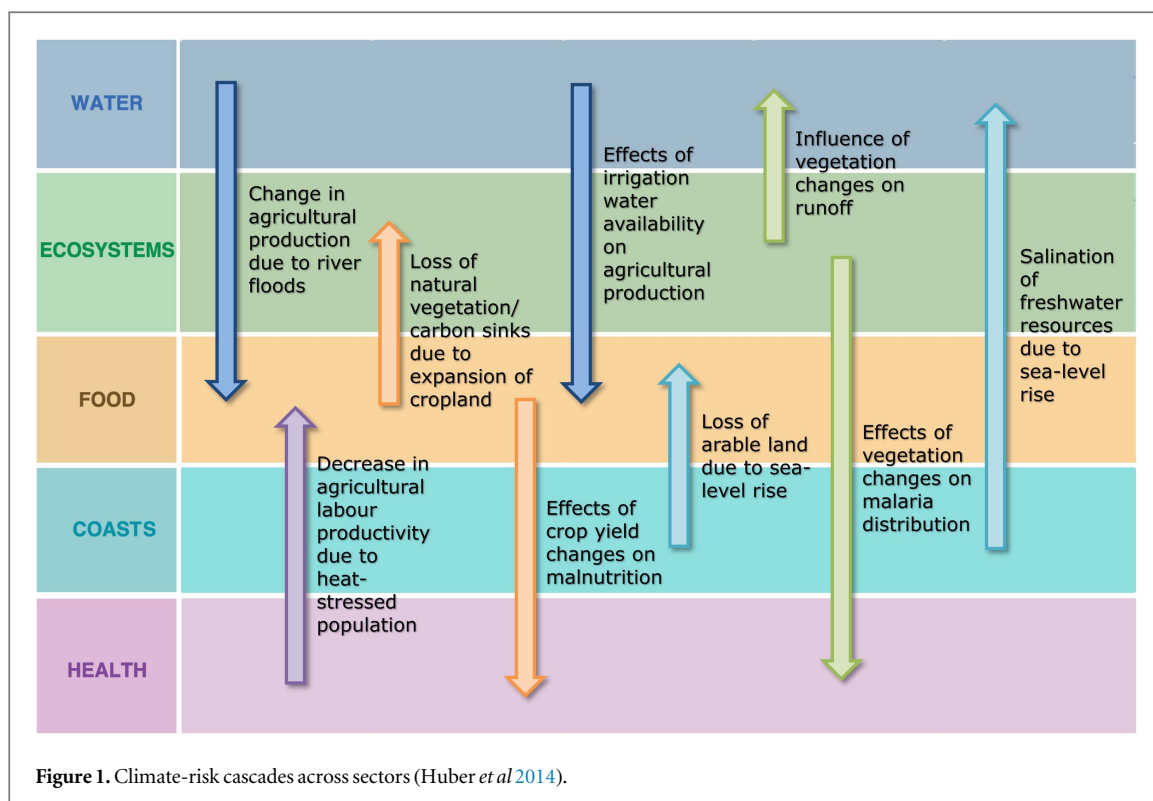 WATER
ECOSYSTEMS
FOOD
COASTS
HEALTH
Change in
agricultural
production
due to river
floods
Loss of
natural
vegetation/
carbon sinks
due to
expansion of
cropland
Effects of
irrigation
water
availability
on
agricultural
production
Influence of
vegetation
changes on
runoff
Salination
of
freshwater
resources
due to
sea-level
rise
Decrease in
agricultural
labour
productivity
due to
heat-
stressed
population
Effects of
crop yield
changes on
malnutrition
Loss of
arable land
due to sea-
level rise
Effects of
vegetation
changes on
malaria
distribution
Figure 1. Climate-risk cascades across sectors (Huber et al 2014).